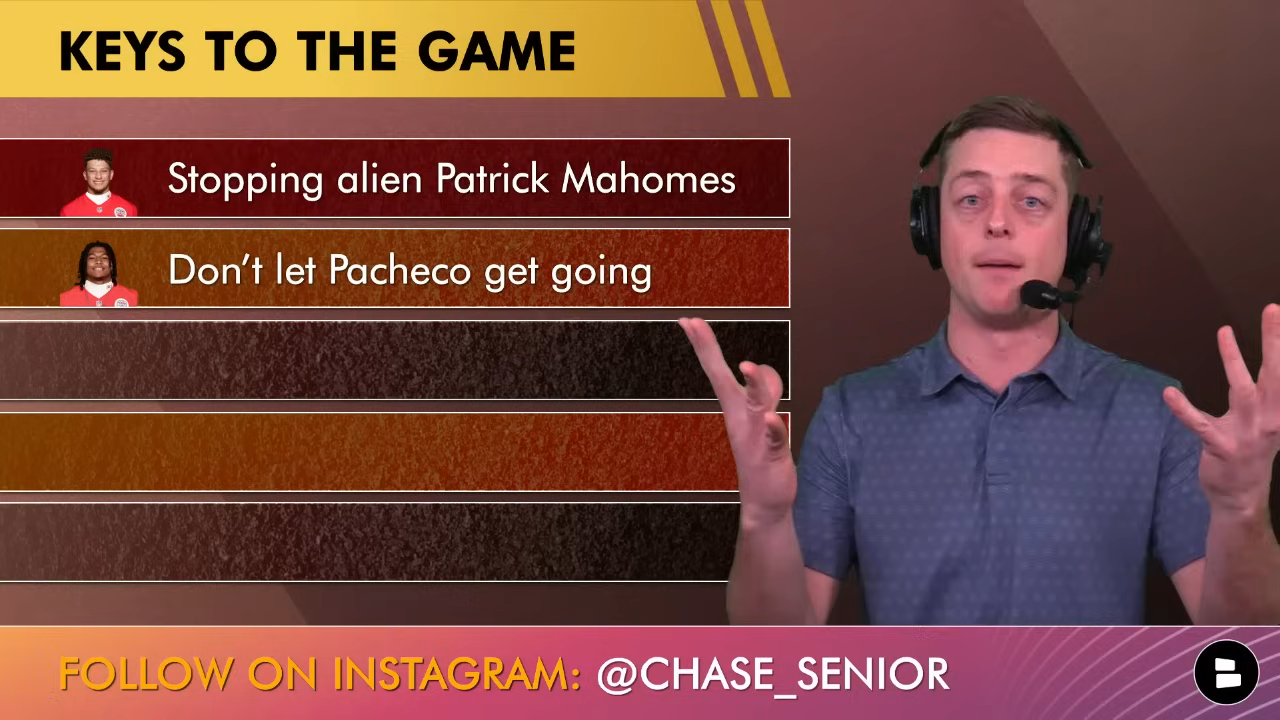 KEYS TO THE GAME
Stopping alien Patrick Mahomes
Don't let Pacheco get going
FOLLOW ON INSTAGRAM: @CHASE_SENIOR